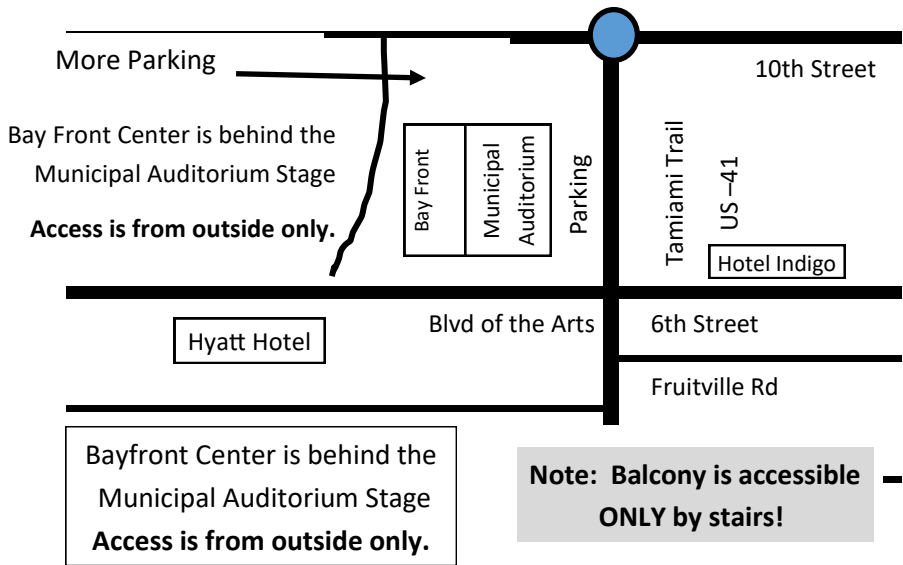 More Parking
10th Street
Bay Front Center is behind the
Municipal Auditorium Stage
Access is from outside only.
Bay Front
Municipal
Auditorium
Parking
Tamiami Trail
US –41
Hotel Indigo
Blvd of the Arts
6th Street
Hyatt Hotel
Fruitville Rd
Bayfront Center is behind the
Municipal Auditorium Stage
Access is from outside only.
Note:  Balcony is accessible
ONLY by stairs!